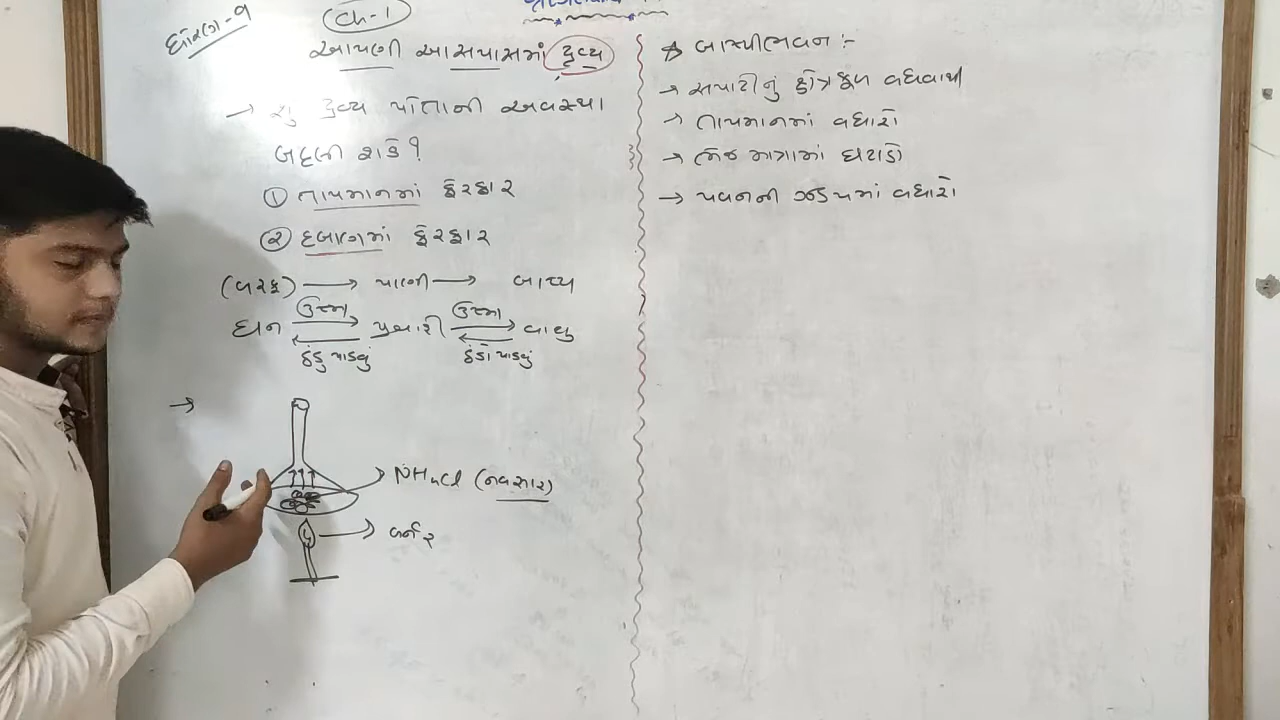 ધોરણ-૧
Ch-1
આપણી આસપાસમાં દ્રવ્ય
→ શું દ્રવ્ય પોતાની અવસ્થા
બદલી શકે?
① તાપમાનમાં ફેરફાર
② દબાણમાં ફેરફાર
(બરફ) → પાણી → બાષ્પ
ઉષ્મા ઉષ્મા
ઘન પ્રવાહી વાયુ
ઠંડુ પાડવું ઠંડો પાડવું
→
NH4Cl (નવસાર)
બર્નર
☆ બાષ્પીભવન :-
→ સપાટીનું ક્ષેત્રફળ વધવાથી
→ તાપમાનમાં વધારો
→ ભેજ માત્રામાં ઘટાડો
→ પવનની ઝડપમાં વધારો